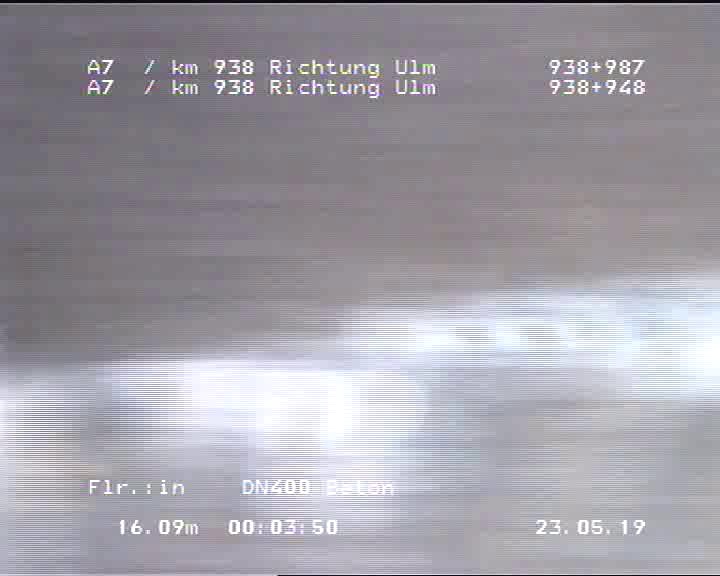 A7 / km 938 Richtung Ulm 938+987
A7 / km 938 Richtung Ulm 938+948
Flr.:in DN400 Beton
16.09m 00:03:50 23.05.19